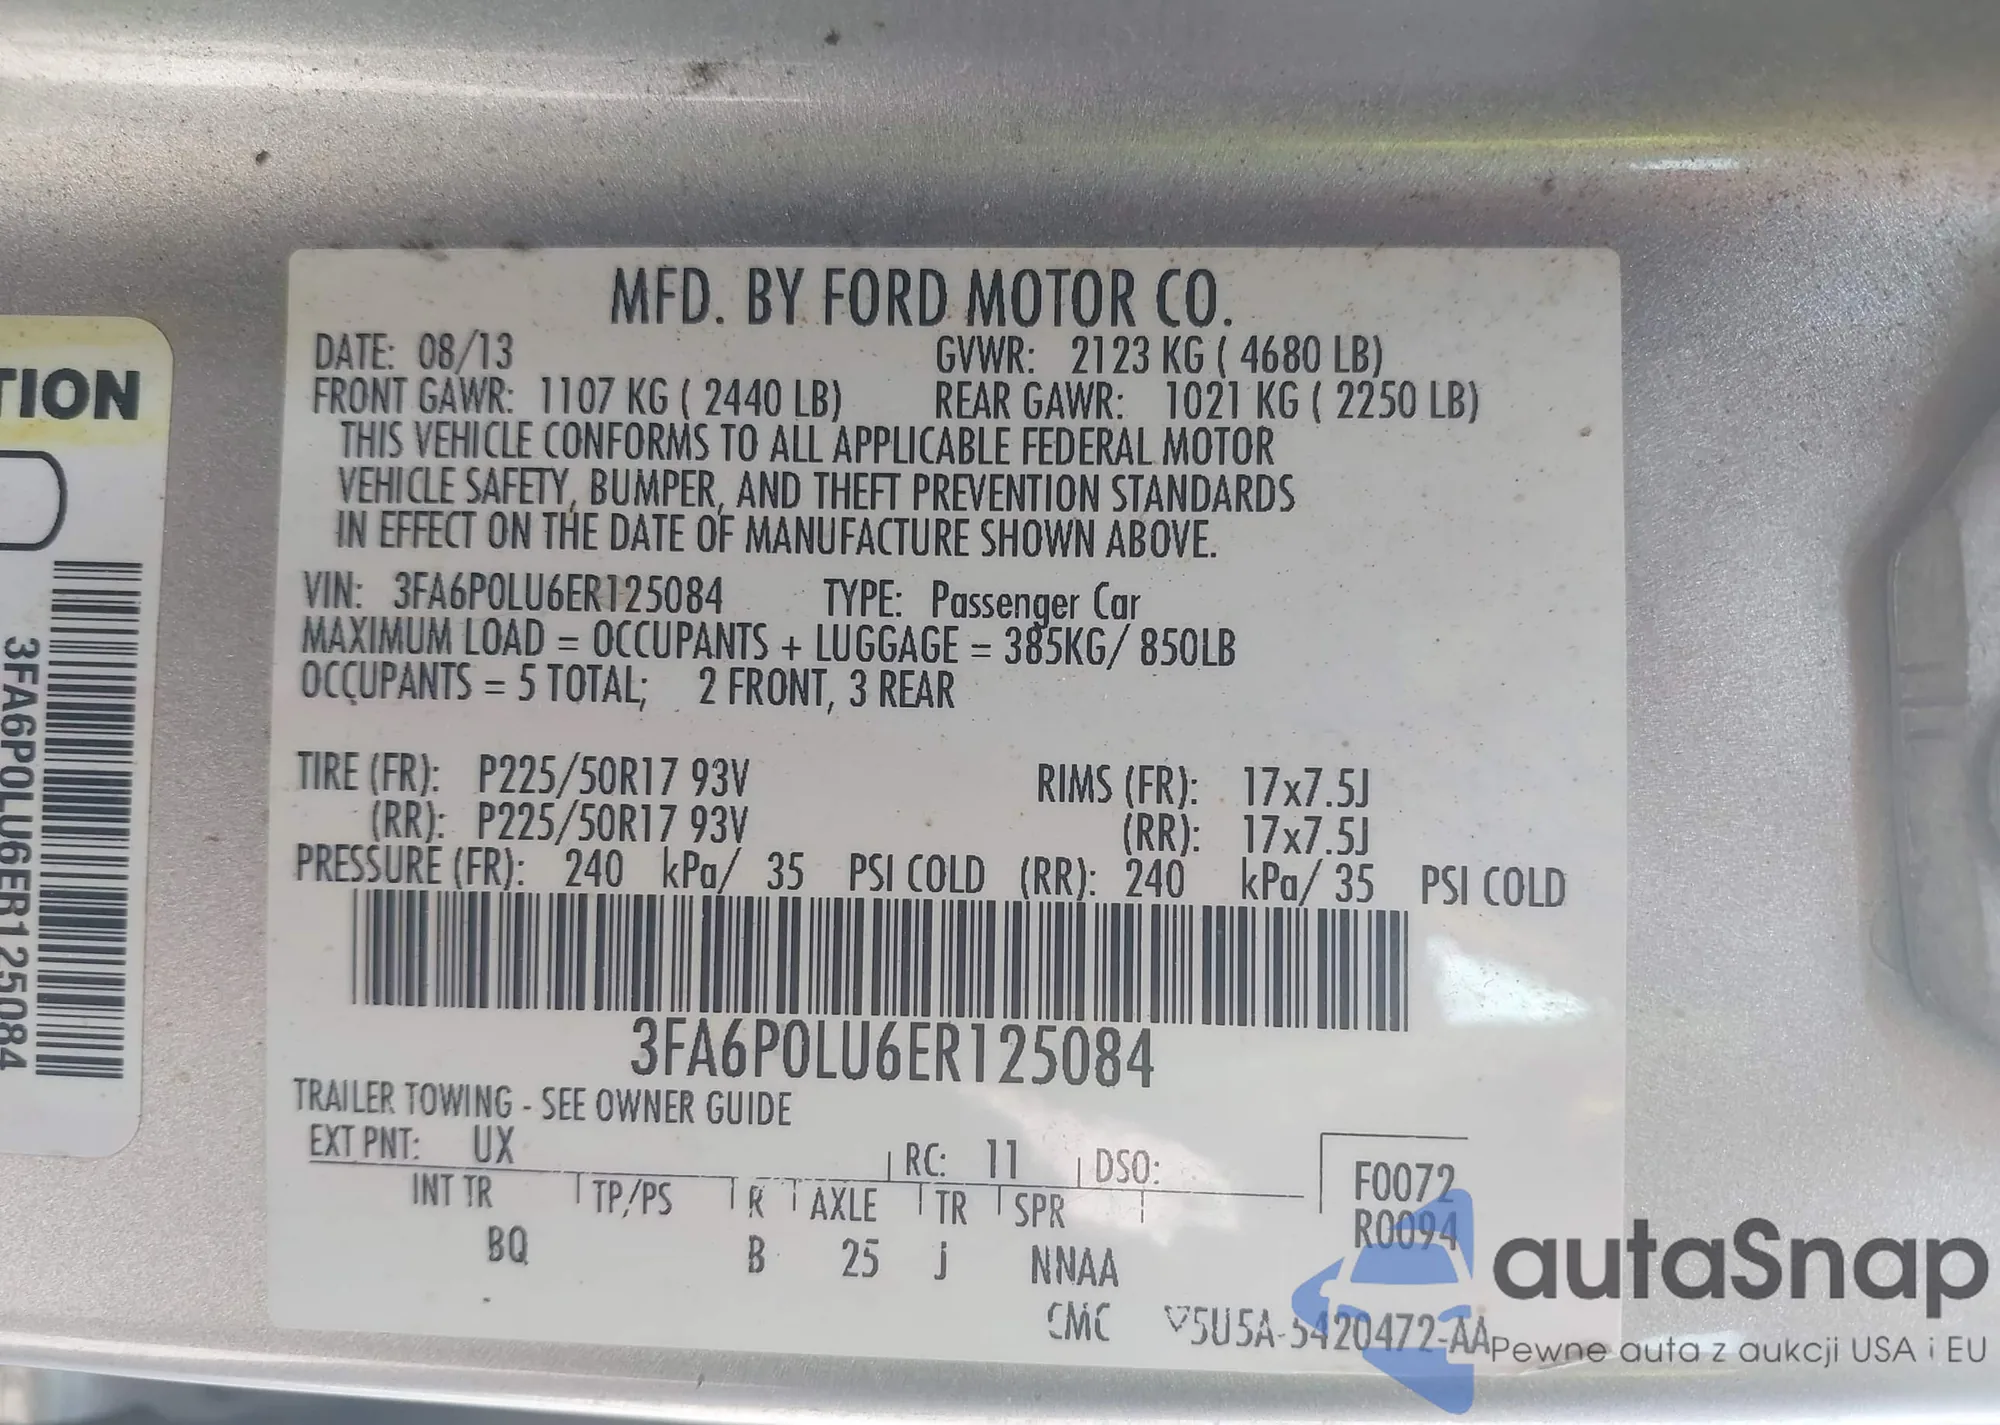 MFD. BY FORD MOTOR CO.
DATE: 08/13 GVWR: 2123 KG ( 4680 LB)
FRONT GAWR: 1107 KG ( 2440 LB) REAR GAWR: 1021 KG ( 2250 LB)
THIS VEHICLE CONFORMS TO ALL APPLICABLE FEDERAL MOTOR
VEHICLE SAFETY, BUMPER, AND THEFT PREVENTION STANDARDS
IN EFFECT ON THE DATE OF MANUFACTURE SHOWN ABOVE.
VIN: 3FA6P0LU6ER125084 TYPE: Passenger Car
MAXIMUM LOAD = OCCUPANTS + LUGGAGE = 385KG/ 850LB
OCCUPANTS = 5 TOTAL; 2 FRONT, 3 REAR
TIRE (FR): P225/50R17 93V RIMS (FR): 17x7.5J
(RR): P225/50R17 93V (RR): 17x7.5J
PRESSURE (FR): 240 kPa/ 35 PSI COLD (RR): 240 kPa/ 35 PSI COLD
3FA6P0LU6ER125084
TRAILER TOWING - SEE OWNER GUIDE
EXT PNT: UX RC: 11 DSO:
INT TR TP/PS R AXLE TR SPR
BQ B 25 J NNAA
F0072
R0094
CMC 5U5A-5420472-AA
TION
3FA6P0LU6ER125084
autaSnap
Pewne auta z aukcji USA i EU